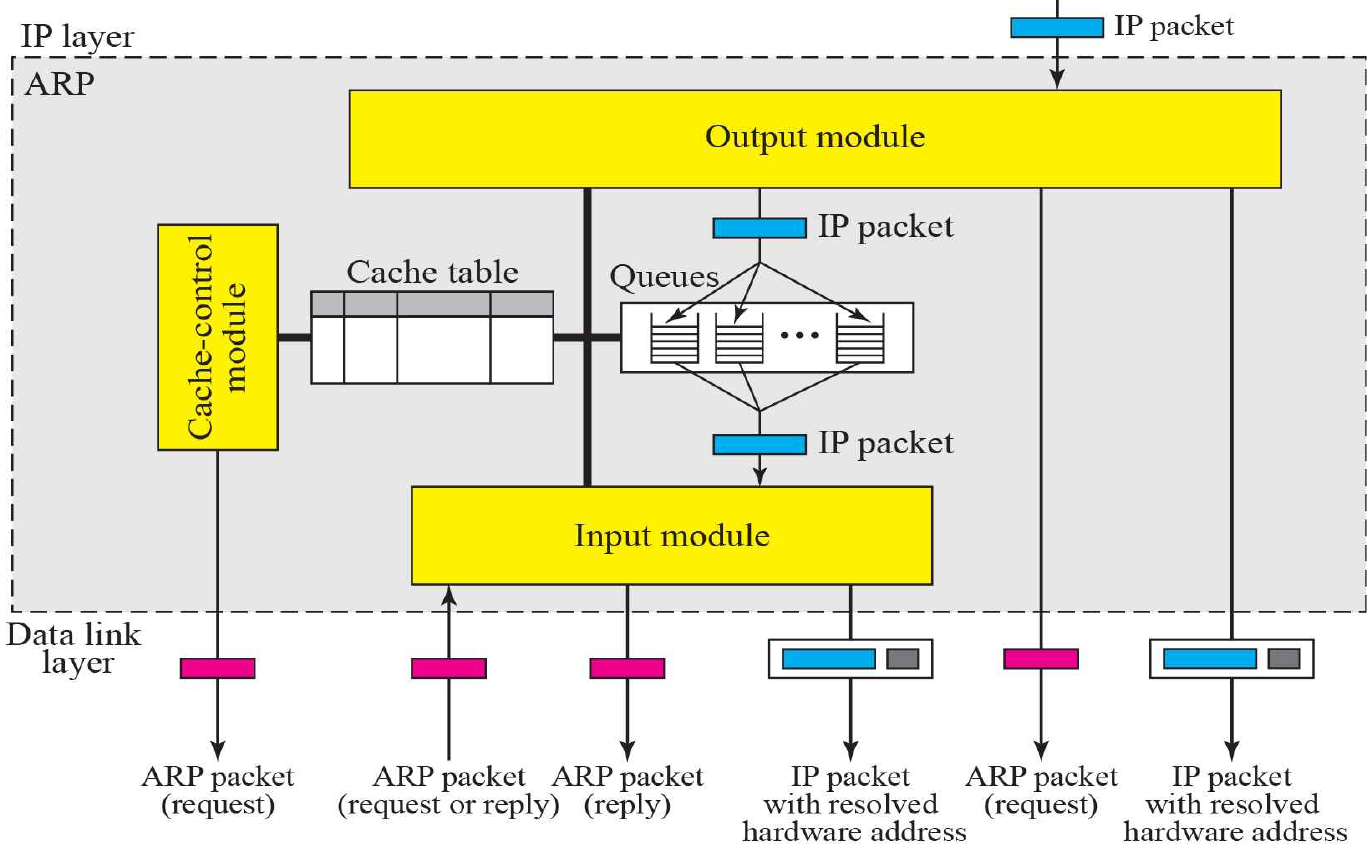 IP packet
IP layer
ARP
Output module
IP packet
Cache-control
module
Cache table
Queues
IP packet
Input module
Data link
layer
ARP packet
(request)
ARP packet
(request or reply)
ARP packet
(reply)
IP packet
with resolved
hardware address
ARP packet
(request)
IP packet
with resolved
hardware address